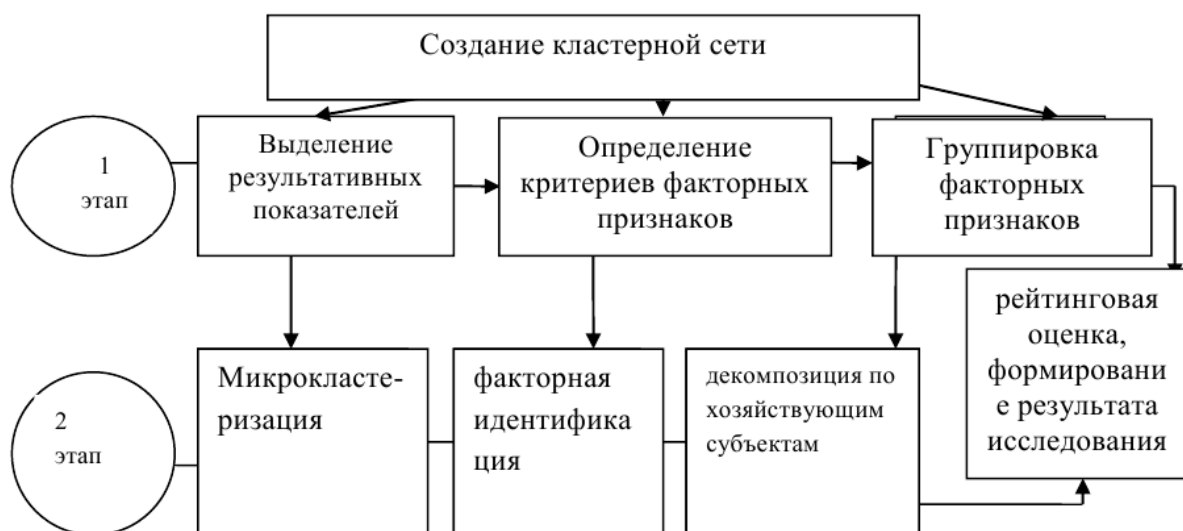 Создание кластерной сети
1
этап
Выделение
результативных
показателей
Определение
критериев факторных
признаков
Группировка
факторных
признаков
2
этап
Микрокласте-
ризация
факторная
идентифика
ция
декомпозиция по
хозяйствующим
субъектам
рейтинговая
оценка,
формировани
е результата
исследования